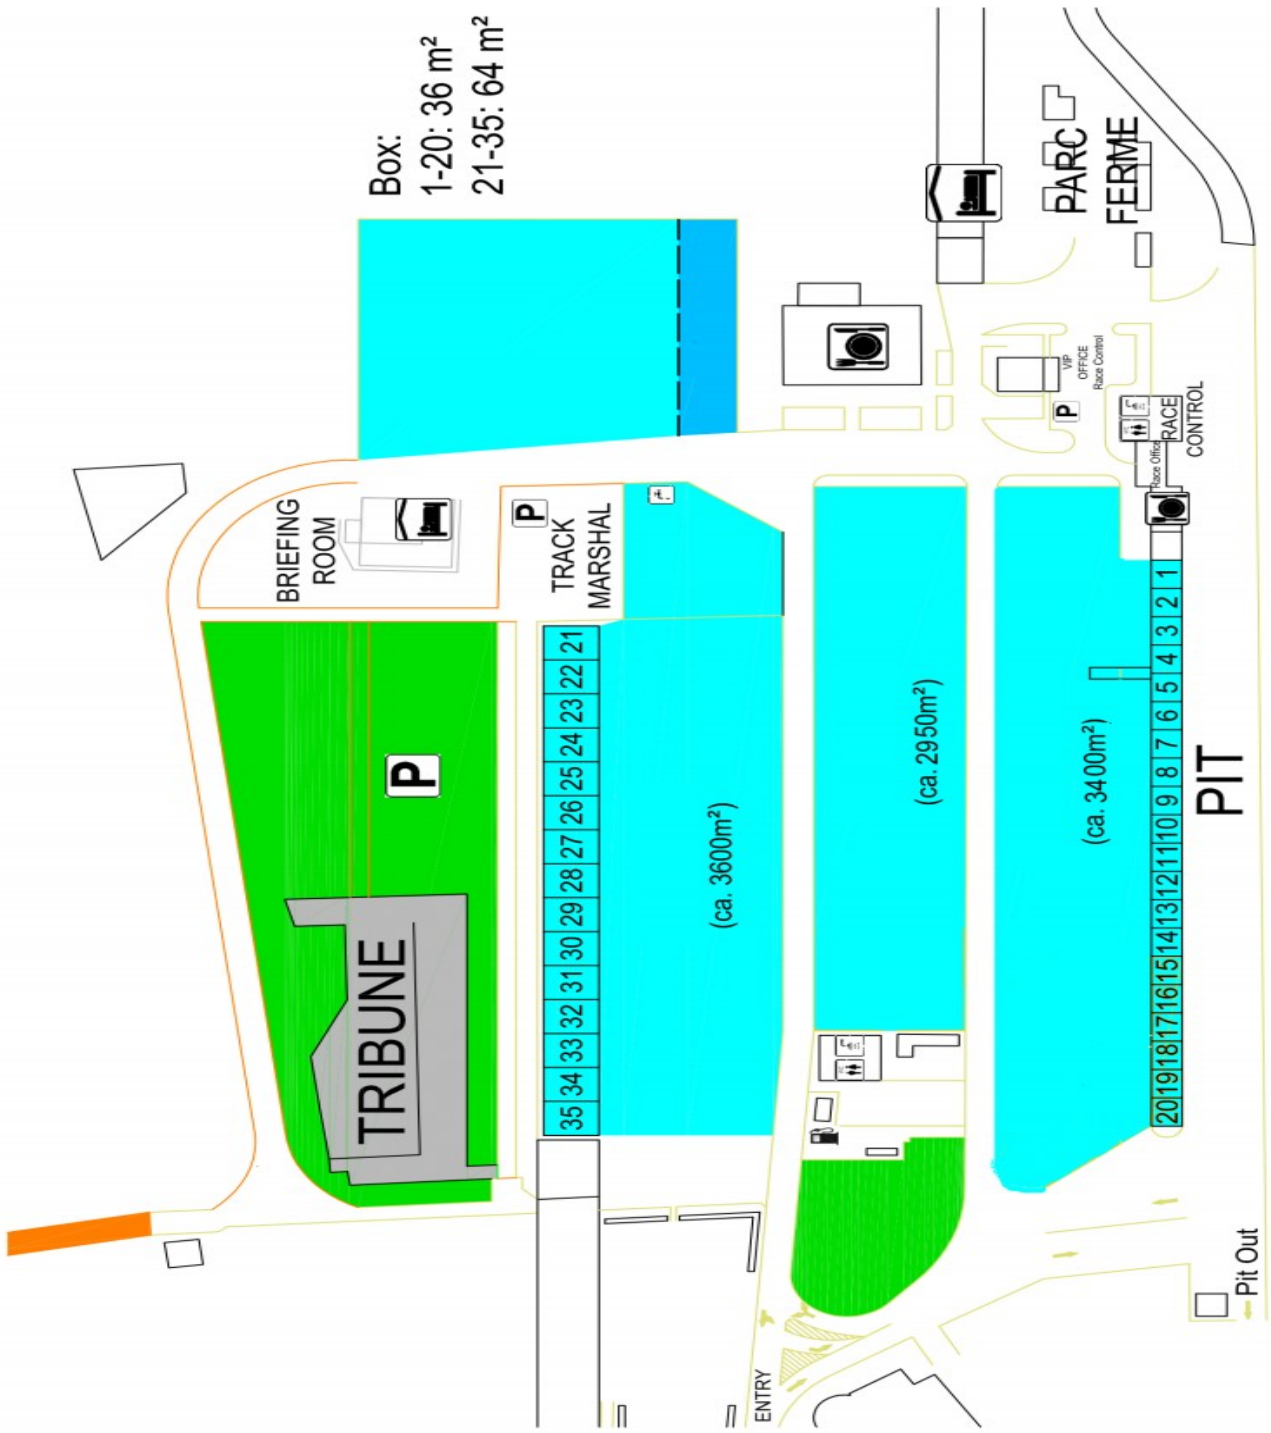 Box:
1-20: 36 m²
21-35: 64 m²
PARC
FERME
VIP
OFFICE
Race Control
P
RACE
CONTROL
Race Office
BRIEFING
ROOM
P
TRACK
MARSHAL
21
22
23
24
25
26
27
28
29
30
31
32
33
34
35
P
TRIBUNE
(ca. 3600m²)
(ca. 2950m²)
(ca. 3400m²)
1
2
3
4
5
6
7
8
9
10
11
12
13
14
15
16
17
18
19
20
PIT
Pit Out
ENTRY